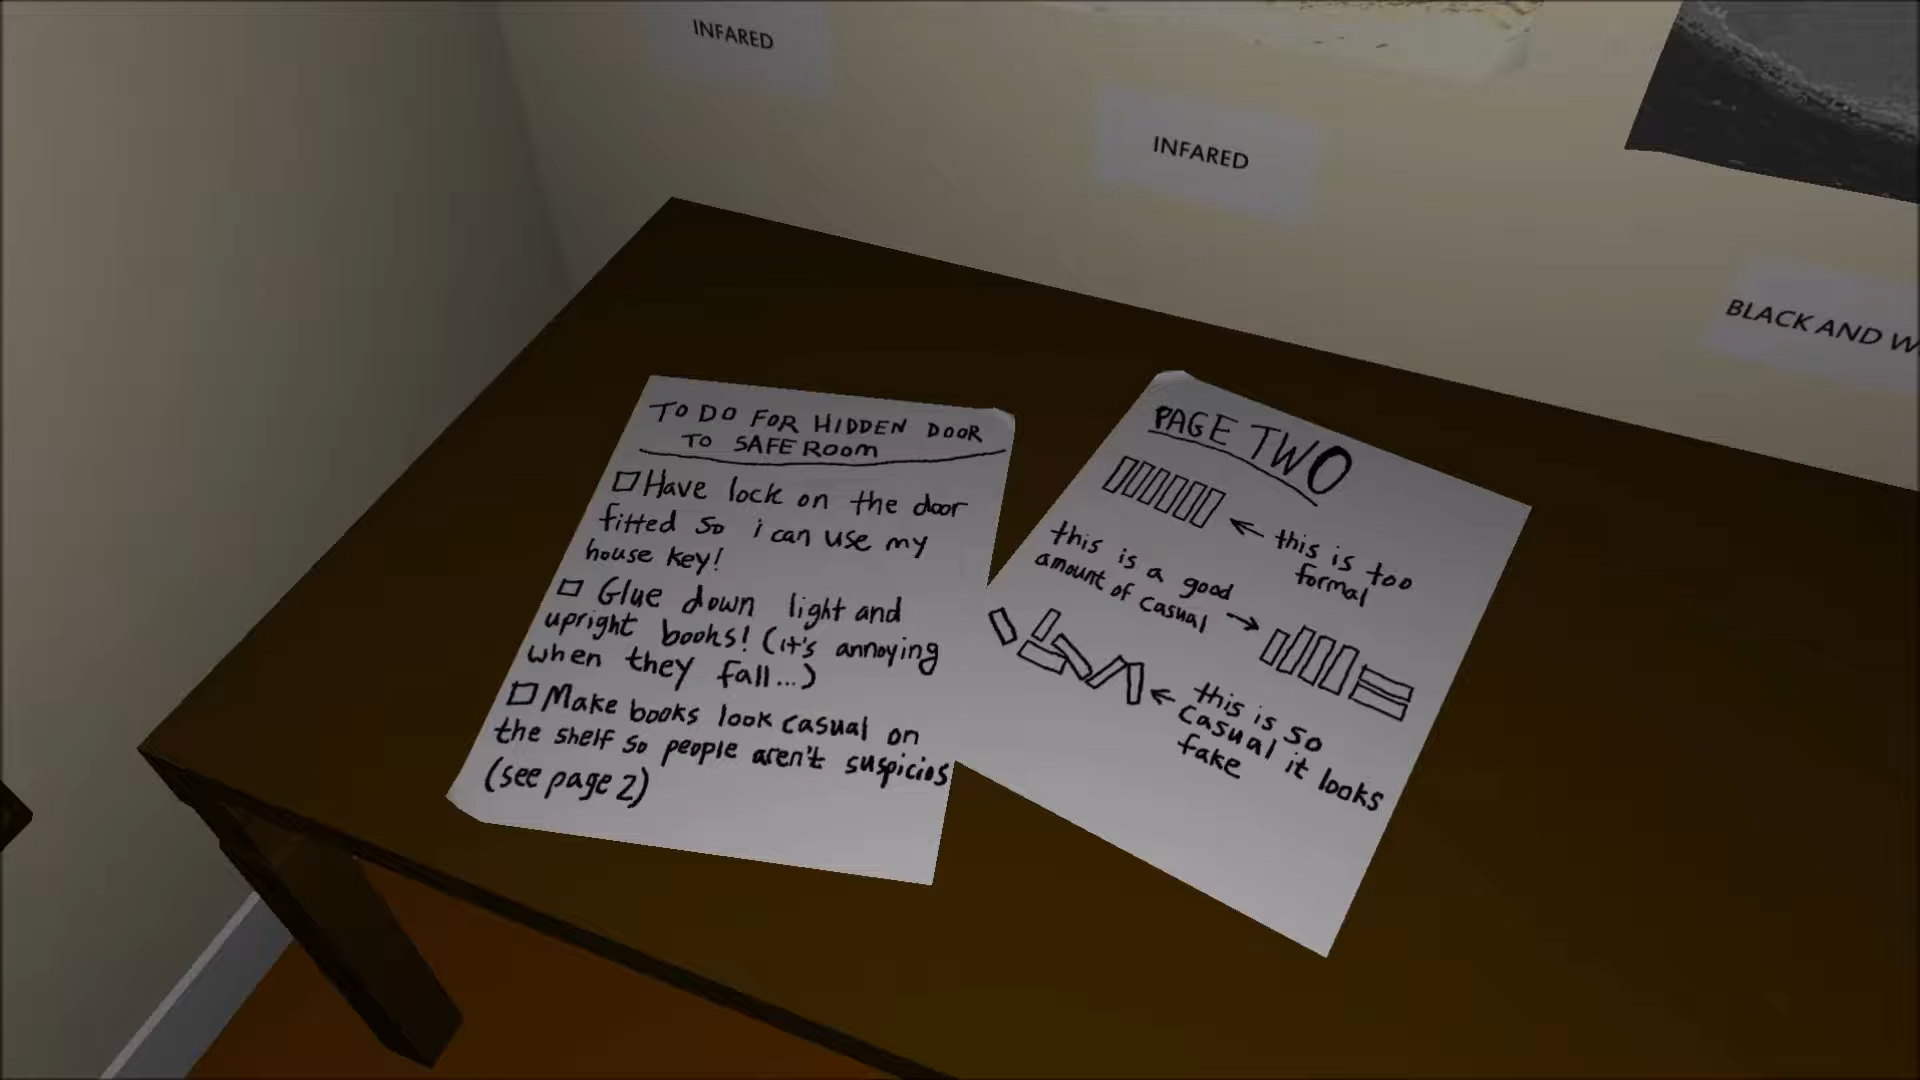 INFARED
INFARED
BLACK AND W
TO DO FOR HIDDEN DOOR
TO SAFE ROOM
Have lock on the door
fitted so i can use my
house key!
Glue down light and
upright books! (it's annoying
when they fall...)
Make books look casual on
the shelf so people aren't suspicios
(see page 2)
PAGE TWO
this is too
formal
this is a good
amount of casual
this is so
casual it looks
fake